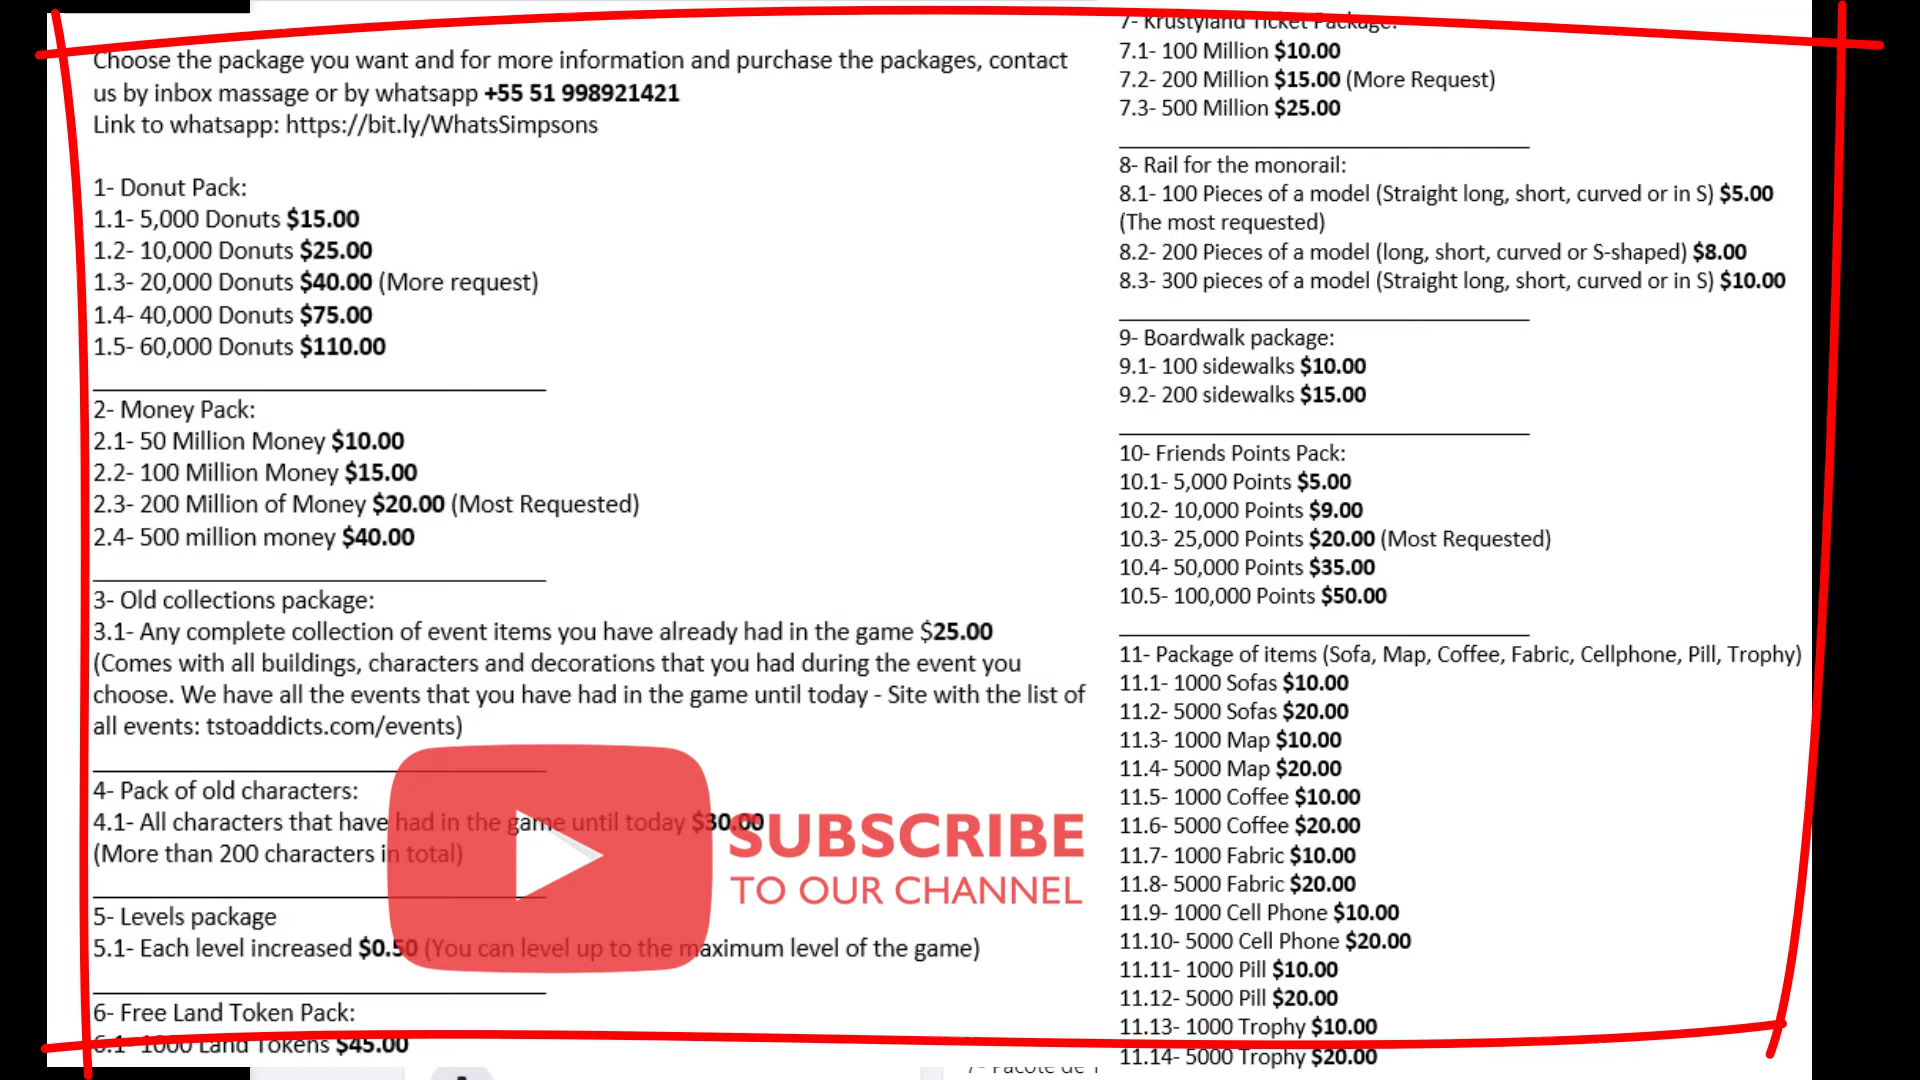 Choose the package you want and for more information and purchase the packages, contact
us by inbox massage or by whatsapp +55 51 998921421
Link to whatsapp: https://bit.ly/WhatsSimpsons
1- Donut Pack:
1.1- 5,000 Donuts $15.00
1.2- 10,000 Donuts $25.00
1.3- 20,000 Donuts $40.00 (More request)
1.4- 40,000 Donuts $75.00
1.5- 60,000 Donuts $110.00
2- Money Pack:
2.1- 50 Million Money $10.00
2.2- 100 Million Money $15.00
2.3- 200 Million of Money $20.00 (Most Requested)
2.4- 500 million money $40.00
3- Old collections package:
3.1- Any complete collection of event items you have already had in the game $25.00
(Comes with all buildings, characters and decorations that you had during the event you
choose. We have all the events that you have had in the game until today - Site with the list of
all events: tstoaddicts.com/events)
4- Pack of old characters:
4.1- All characters that have had in the game until today $30.00
(More than 200 characters in total)
5- Levels package
5.1- Each level increased $0.50 (You can level up to the maximum level of the game)
6- Free Land Token Pack:
6.1- 1000 Land Tokens $45.00
SUBSCRIBE
TO OUR CHANNEL
7- Krustyland Ticket Package:
7.1- 100 Million $10.00
7.2- 200 Million $15.00 (More Request)
7.3- 500 Million $25.00
8- Rail for the monorail:
8.1- 100 Pieces of a model (Straight long, short, curved or in S) $5.00
(The most requested)
8.2- 200 Pieces of a model (long, short, curved or S-shaped) $8.00
8.3- 300 pieces of a model (Straight long, short, curved or in S) $10.00
9- Boardwalk package:
9.1- 100 sidewalks $10.00
9.2- 200 sidewalks $15.00
10- Friends Points Pack:
10.1- 5,000 Points $5.00
10.2- 10,000 Points $9.00
10.3- 25,000 Points $20.00 (Most Requested)
10.4- 50,000 Points $35.00
10.5- 100,000 Points $50.00
11- Package of items (Sofa, Map, Coffee, Fabric, Cellphone, Pill, Trophy)
11.1- 1000 Sofas $10.00
11.2- 5000 Sofas $20.00
11.3- 1000 Map $10.00
11.4- 5000 Map $20.00
11.5- 1000 Coffee $10.00
11.6- 5000 Coffee $20.00
11.7- 1000 Fabric $10.00
11.8- 5000 Fabric $20.00
11.9- 1000 Cell Phone $10.00
11.10- 5000 Cell Phone $20.00
11.11- 1000 Pill $10.00
11.12- 5000 Pill $20.00
11.13- 1000 Trophy $10.00
11.14- 5000 Trophy $20.00
7- Pacote de